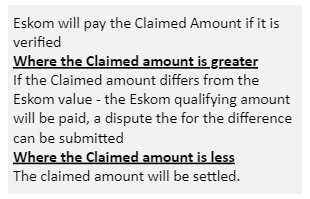 Eskom will pay the Claimed Amount if it is
verified
Where the Claimed amount is greater
If the Claimed amount differs from the
Eskom value - the Eskom qualifying amount
will be paid, a dispute the for the difference
can be submitted
Where the Claimed amount is less
The claimed amount will be settled.